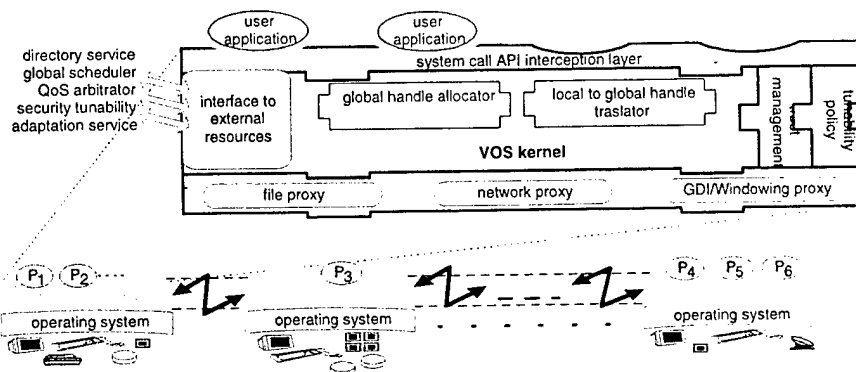 user
application
user
application
system call API interception layer
directory service
global scheduler
QoS arbitrator
security tunability
adaptation service
interface to
external
resources
global handle allocator
local to global handle
traslator
management
tunability
policy
VOS kernel
file proxy
network proxy
GDI/Windowing proxy
P1
P2
P3
P4
P5
P6
operating system
operating system
operating system